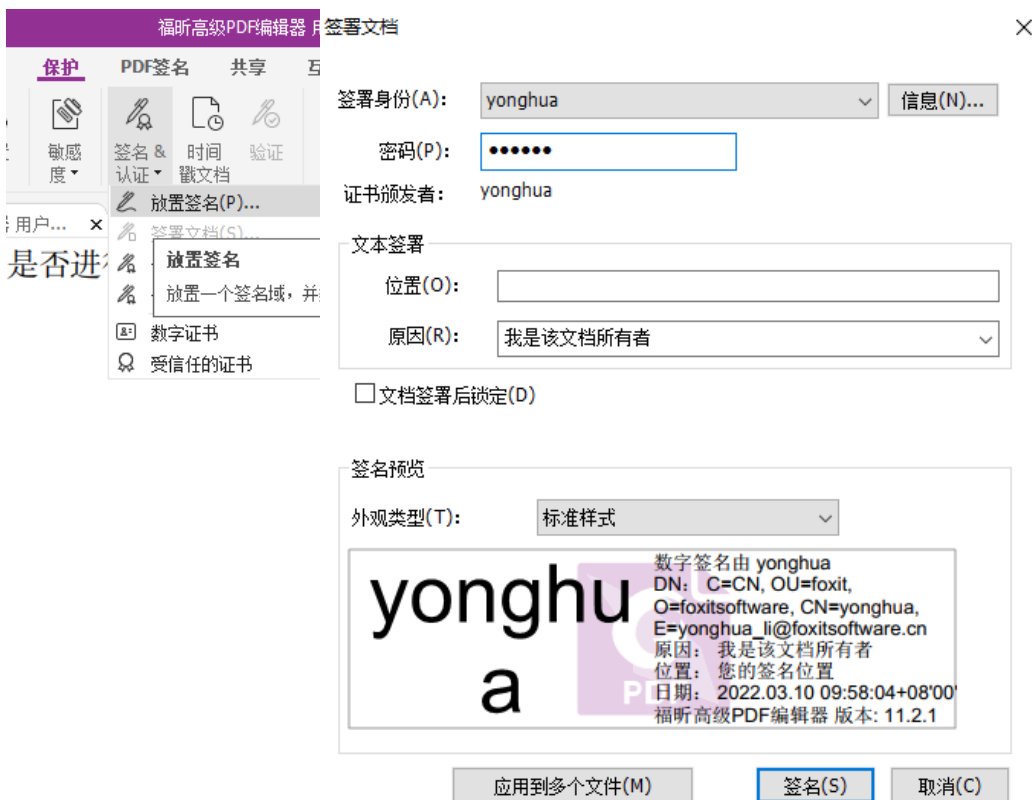 福昕高级PDF编辑器
保护 PDF签名 共享
敏感度
签名 & 认证
时间戳文档
验证
放置签名(P)...
用户...
签署文档(S)...
是否进
放置签名
放置一个签名域，并
数字证书
受信任的证书
签署文档
签署身份(A)： yonghua 信息(N)...
密码(P)： ●●●●●●
证书颁发者： yonghua
文本签署
位置(O)：
原因(R)： 我是该文档所有者
文档签署后锁定(D)
签名预览
外观类型(T)： 标准样式
yonghu
a
数字签名由 yonghua
DN： C=CN, OU=foxit,
O=foxitsoftware, CN=yonghua,
E=yonghua_li@foxitsoftware.cn
原因： 我是该文档所有者
位置： 您的签名位置
日期： 2022.03.10 09:58:04+08'00'
福昕高级PDF编辑器 版本: 11.2.1
PD
应用到多个文件(M) 签名(S) 取消(C)